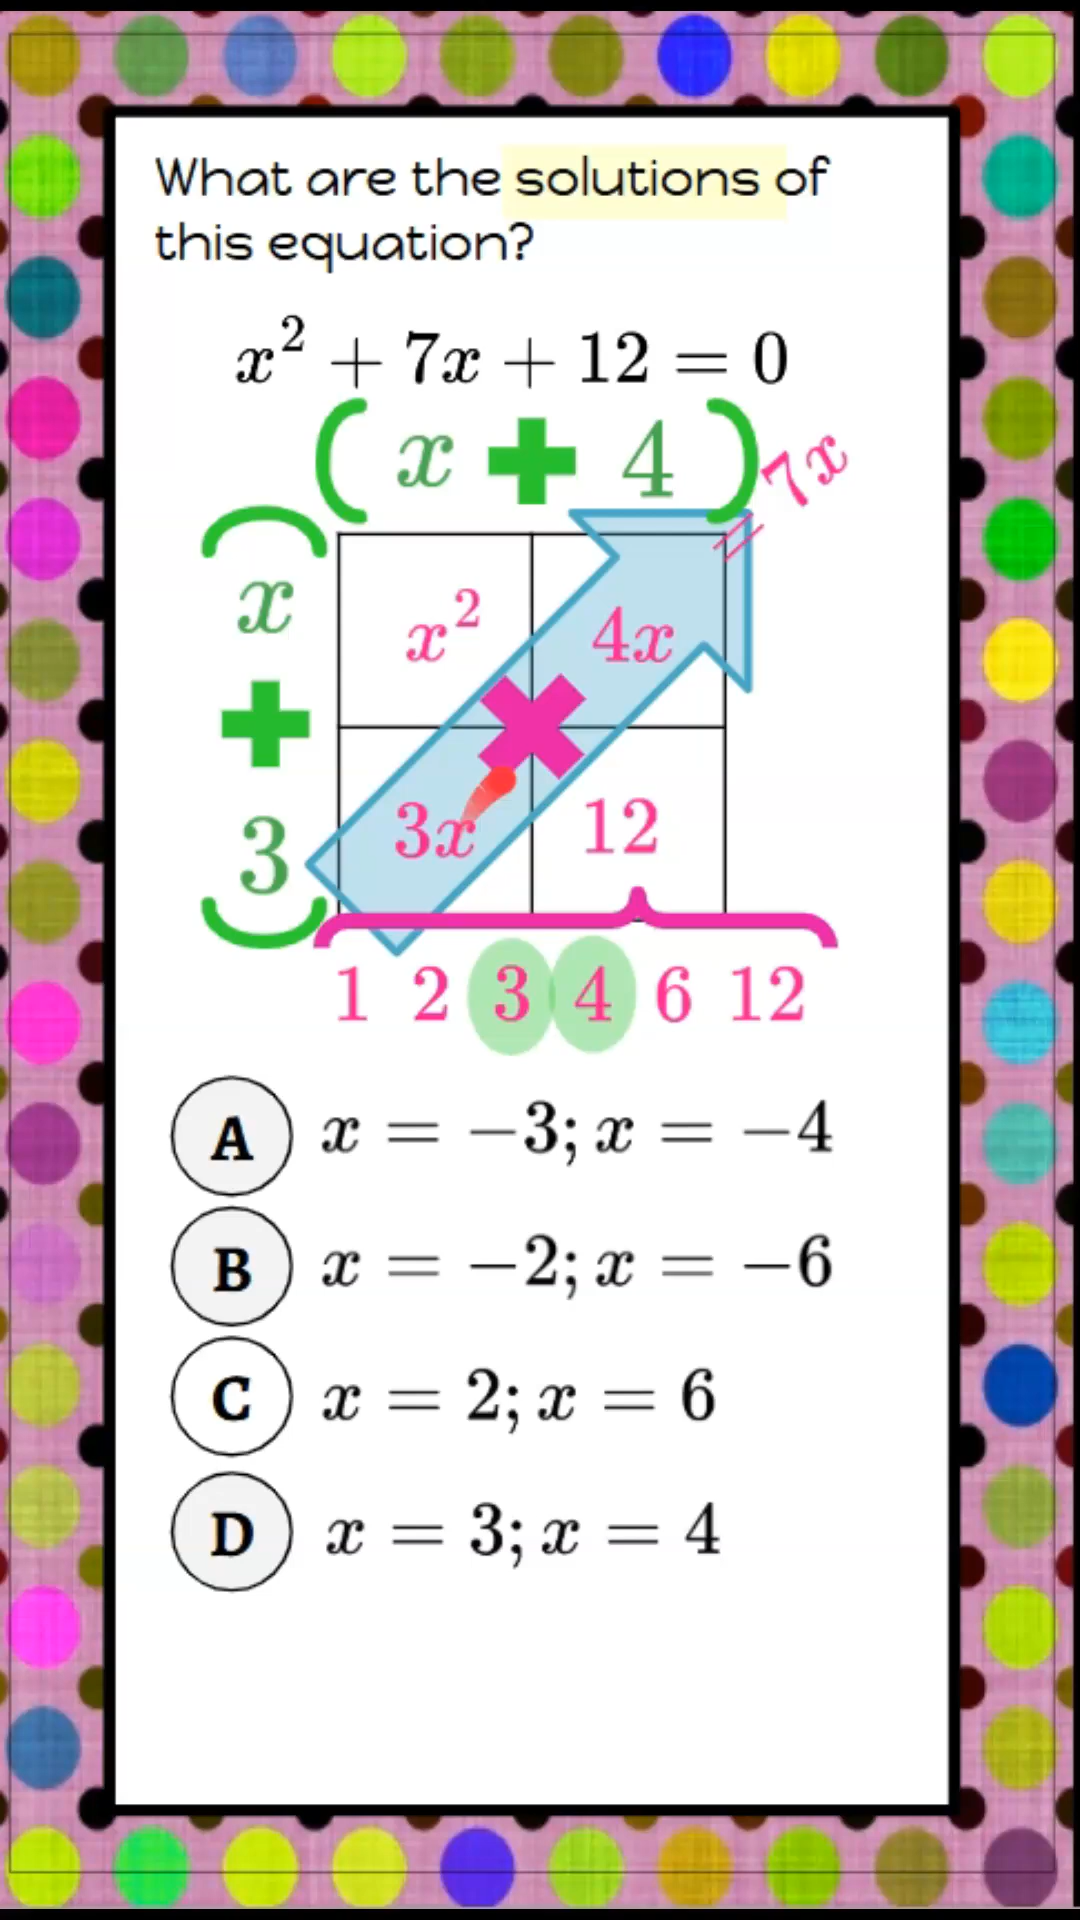 What are the solutions of
this equation?
x² + 7x + 12 = 0
( x + 4 )
= 7x
( x + 3 )
x² 4x
3x 12
1 2 3 4 6 12
A x = −3; x = −4
B x = −2; x = −6
C x = 2; x = 6
D x = 3; x = 4